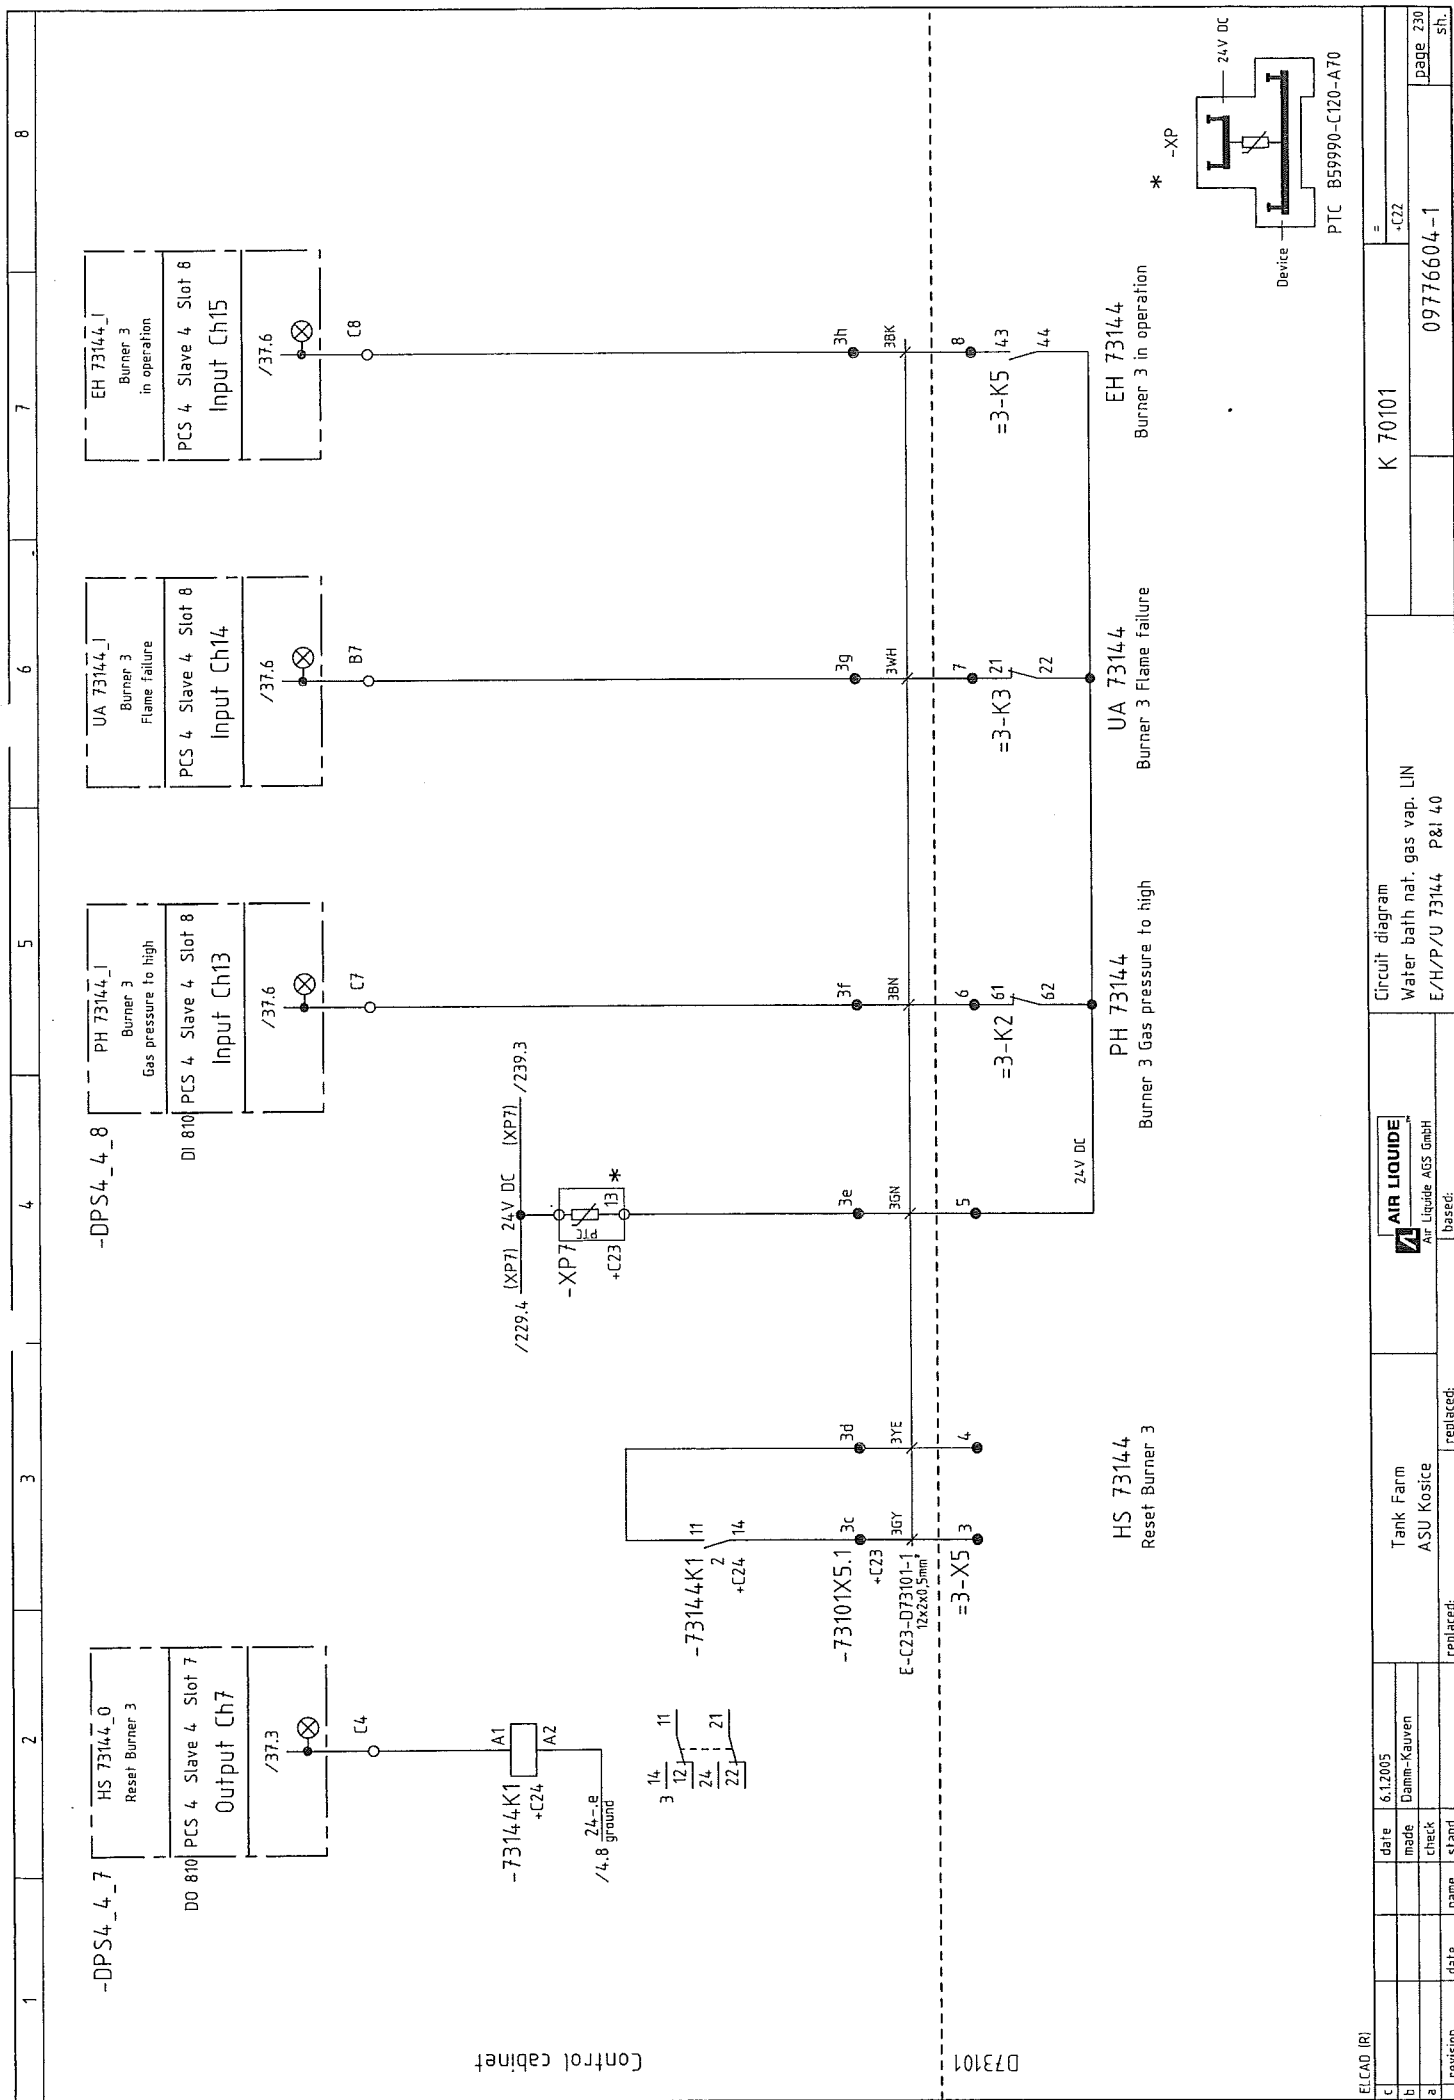 1 2 3 4 5 6 7 8
-DPS4_4_7
HS 73144_O
Reset Burner 3
DO 810 PCS 4 Slave 4 Slot 7
Output Ch7
/37.3
C4
-DPS4_4_8
PH 73144_I
Burner 3
Gas pressure to high
DI 810 PCS 4 Slave 4 Slot 8
Input Ch13
/37.6
C7
UA 73144_I
Burner 3
Flame failure
PCS 4 Slave 4 Slot 8
Input Ch14
/37.6
B7
EH 73144_I
Burner 3
in operation
PCS 4 Slave 4 Slot 8
Input Ch15
/37.6
C8
Control cabinet
-73144K1
+C24
A1
A2
/4.8 24-.e
ground
3 14
12
11
24
22
21
-73144K1
2
+C24
11
14
/229.4 (XP7) 24V DC (XP7) /239.3
-XP7
PTC
13 *
+C23
-73101X5.1
+C23
3c 3d 3e 3f 3g 3h
E-C23-D73101-1
12x2x0,5mm²
3GY 3YE 3GN 3BN 3WH 3BK
D73101
=3-X5
3 4 5 6 7 8
=3-K2
61
62
=3-K3
21
22
=3-K5
43
44
24V DC
HS 73144
Reset Burner 3
PH 73144
Burner 3 Gas pressure to high
UA 73144
Burner 3 Flame failure
EH 73144
Burner 3 in operation
* -XP
24V DC
Device
PTC B59990-C120-A70
ELCAD (R)
c
b
a
revision date name
date 6.1.2005
made Damm-Kauven
check
stand
Tank Farm
ASU Kosice
replaced: replaced: based:
AIR LIQUIDE™
Air Liquide AGS GmbH
Circuit diagram
Water bath nat. gas vap. LIN
E/H/P/U 73144 P&I 40
K 70101
=
+C22
09776604-1
page 230
sh.